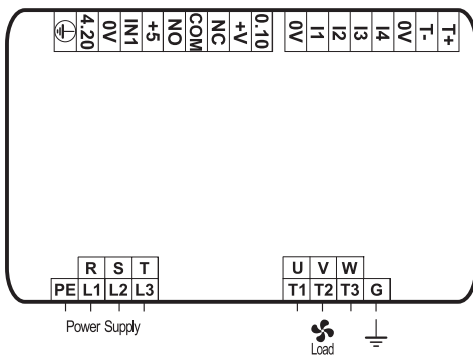 4.20 0V IN1 +5 NO COM NC +V 0.10 0V I1 I2 I3 I4 0V T- T+
R S T U V W
PE L1 L2 L3 T1 T2 T3 G
Power Supply
Load